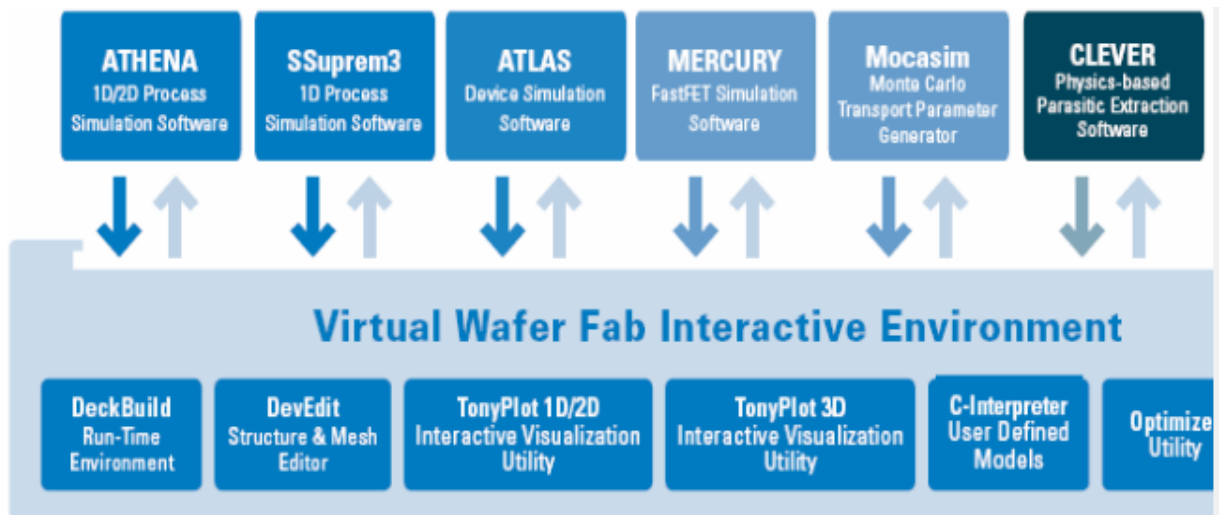 ATHENA
1D/2D Process
Simulation Software
SSuprem3
1D Process
Simulation Software
ATLAS
Device Simulation
Software
MERCURY
FastFET Simulation
Software
Mocasim
Monte Carlo
Transport Parameter
Generator
CLEVER
Physics-based
Parasitic Extraction
Software
Virtual Wafer Fab Interactive Environment
DeckBuild
Run-Time
Environment
DevEdit
Structure & Mesh
Editor
TonyPlot 1D/2D
Interactive Visualization
Utility
TonyPlot 3D
Interactive Visualization
Utility
C-Interpreter
User Defined
Models
Optimize
Utility